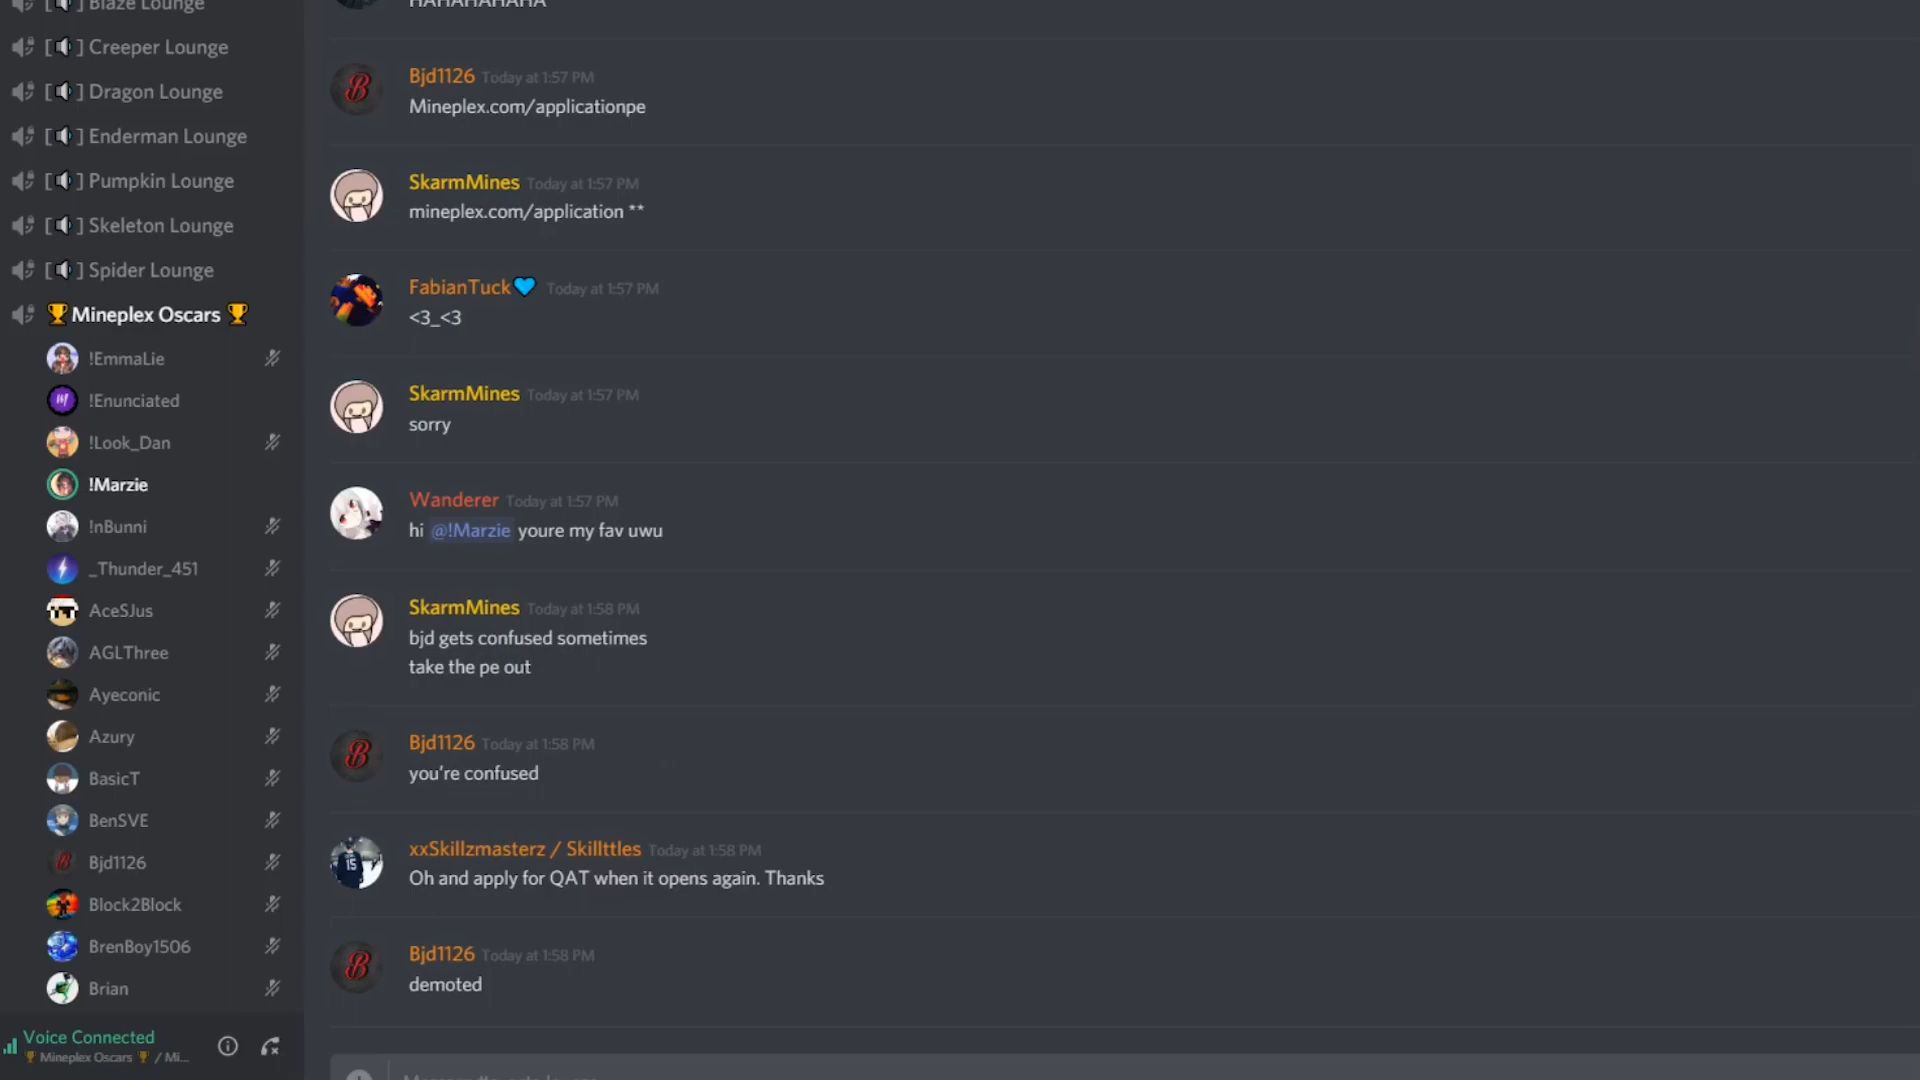 Blaze Lounge
Creeper Lounge
Dragon Lounge
Enderman Lounge
Pumpkin Lounge
Skeleton Lounge
Spider Lounge
🏆Mineplex Oscars 🏆
!EmmaLie
!Enunciated
!Look_Dan
!Marzie
!nBunni
_Thunder_451
AceSJus
AGLThree
Ayeconic
Azury
BasicT
BenSVE
Bjd1126
Block2Block
BrenBoy1506
Brian
Voice Connected
🏆 Mineplex Oscars 🏆 / Mi...
HAHAHAHAHA
Bjd1126 Today at 1:57 PM
Mineplex.com/applicationpe
SkarmMines Today at 1:57 PM
mineplex.com/application **
FabianTuck💙 Today at 1:57 PM
<3_<3
SkarmMines Today at 1:57 PM
sorry
Wanderer Today at 1:57 PM
hi @!Marzie youre my fav uwu
SkarmMines Today at 1:58 PM
bjd gets confused sometimes
take the pe out
Bjd1126 Today at 1:58 PM
you're confused
xxSkillzmasterz / Skillttles Today at 1:58 PM
Oh and apply for QAT when it opens again. Thanks
Bjd1126 Today at 1:58 PM
demoted